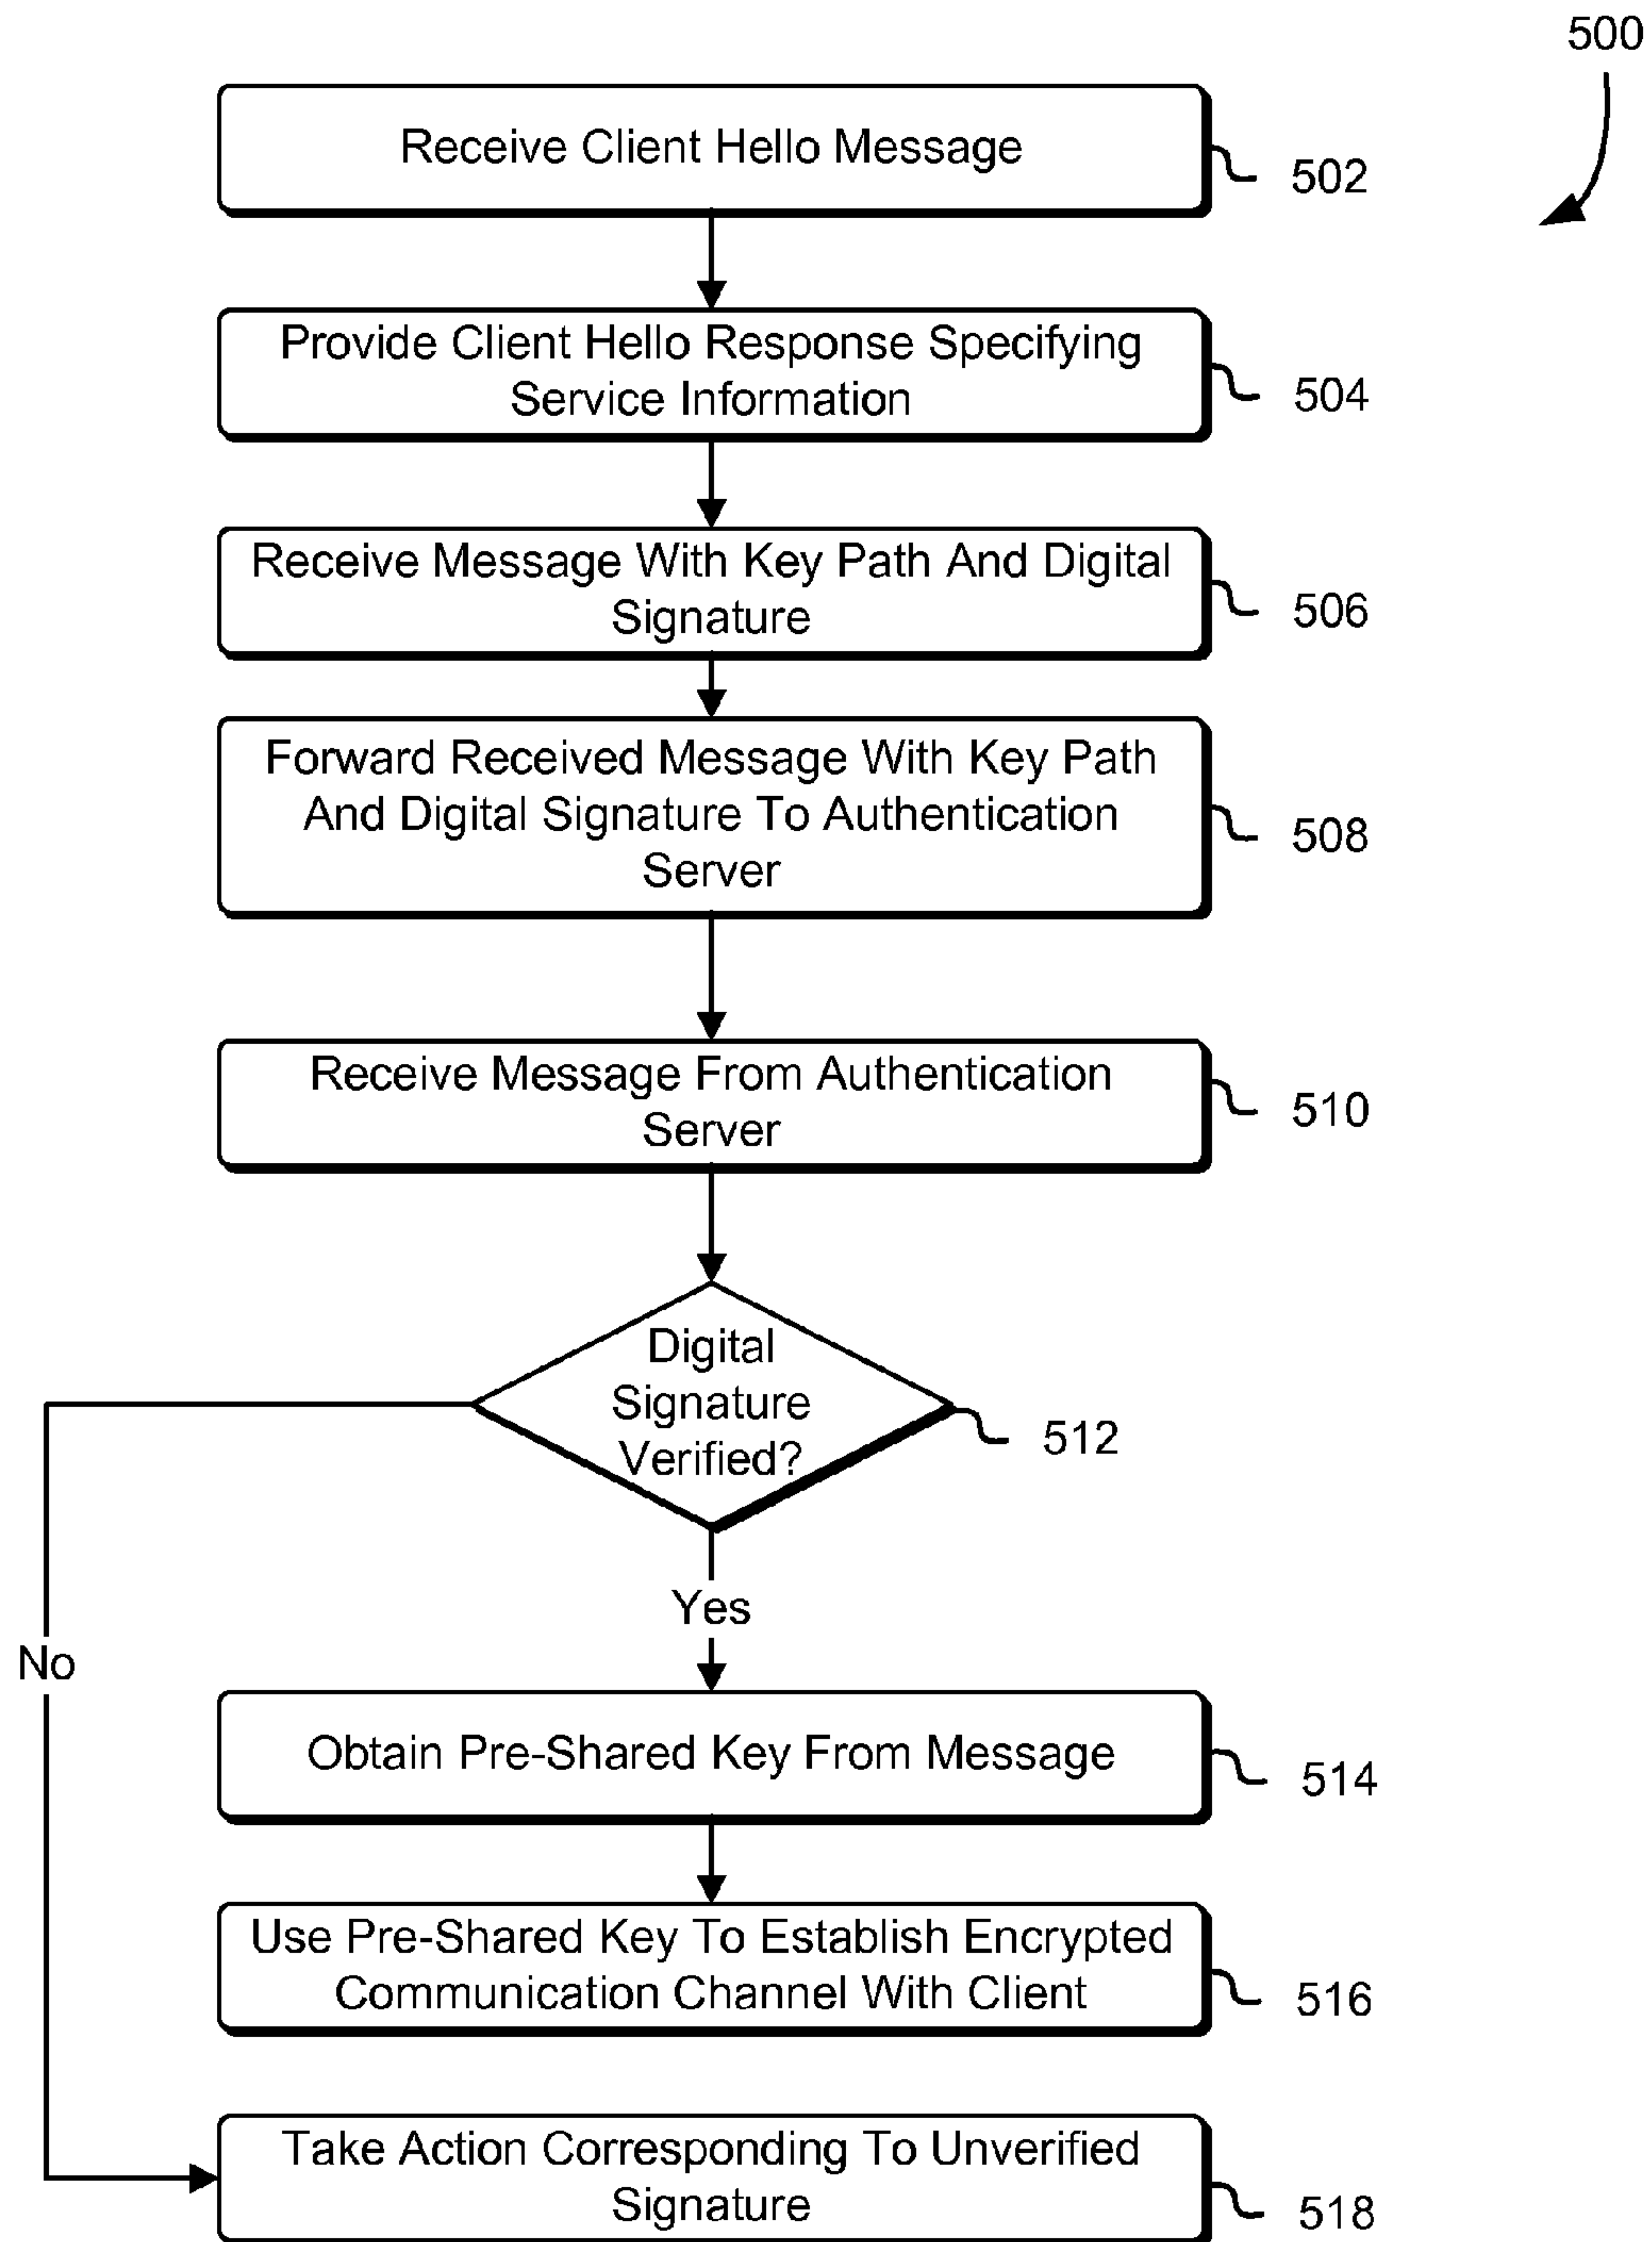 500
Receive Client Hello Message
502
Provide Client Hello Response Specifying
Service Information
504
Receive Message With Key Path And Digital
Signature
506
Forward Received Message With Key Path
And Digital Signature To Authentication
Server
508
Receive Message From Authentication
Server
510
Digital
Signature
Verified?
512
Yes
No
Obtain Pre-Shared Key From Message
514
Use Pre-Shared Key To Establish Encrypted
Communication Channel With Client
516
Take Action Corresponding To Unverified
Signature
518